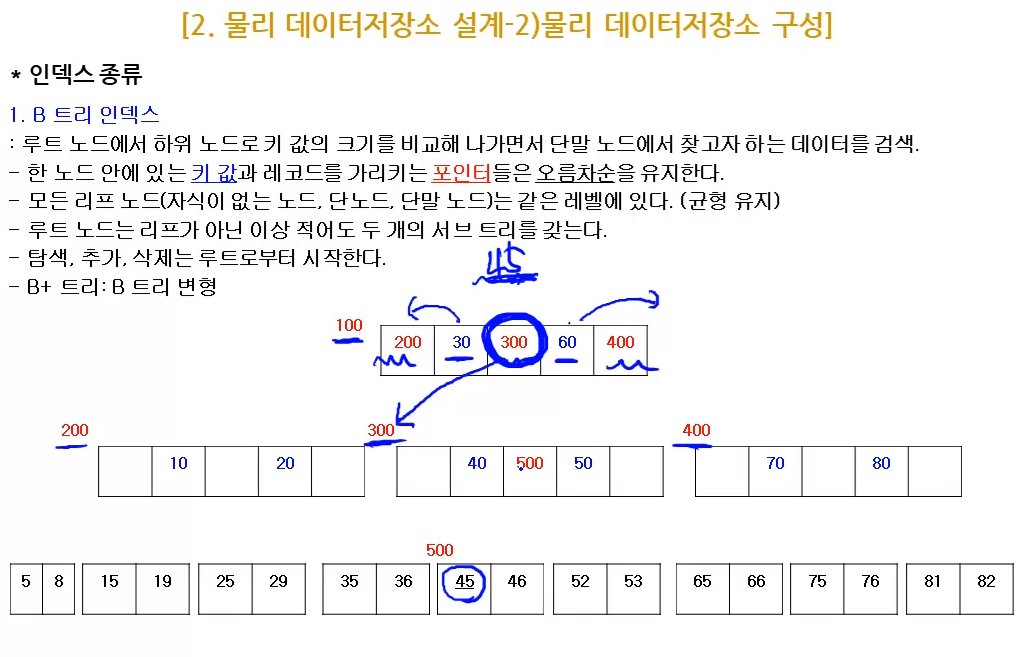 [2. 물리 데이터저장소 설계-2)물리 데이터저장소 구성]
* 인덱스 종류
1. B 트리 인덱스
: 루트 노드에서 하위 노드로 키 값의 크기를 비교해 나가면서 단말 노드에서 찾고자 하는 데이터를 검색.
- 한 노드 안에 있는 키 값과 레코드를 가리키는 포인터들은 오름차순을 유지한다.
- 모든 리프 노드(자식이 없는 노드, 단노드, 단말 노드)는 같은 레벨에 있다. (균형 유지)
- 루트 노드는 리프가 아닌 이상 적어도 두 개의 서브 트리를 갖는다.
- 탐색, 추가, 삭제는 루트로부터 시작한다.
- B+ 트리: B 트리 변형
45
100
200 30 300 60 400
200 300 400
10 20 40 500 50 70 80
500
5 8 15 19 25 29 35 36 45 46 52 53 65 66 75 76 81 82